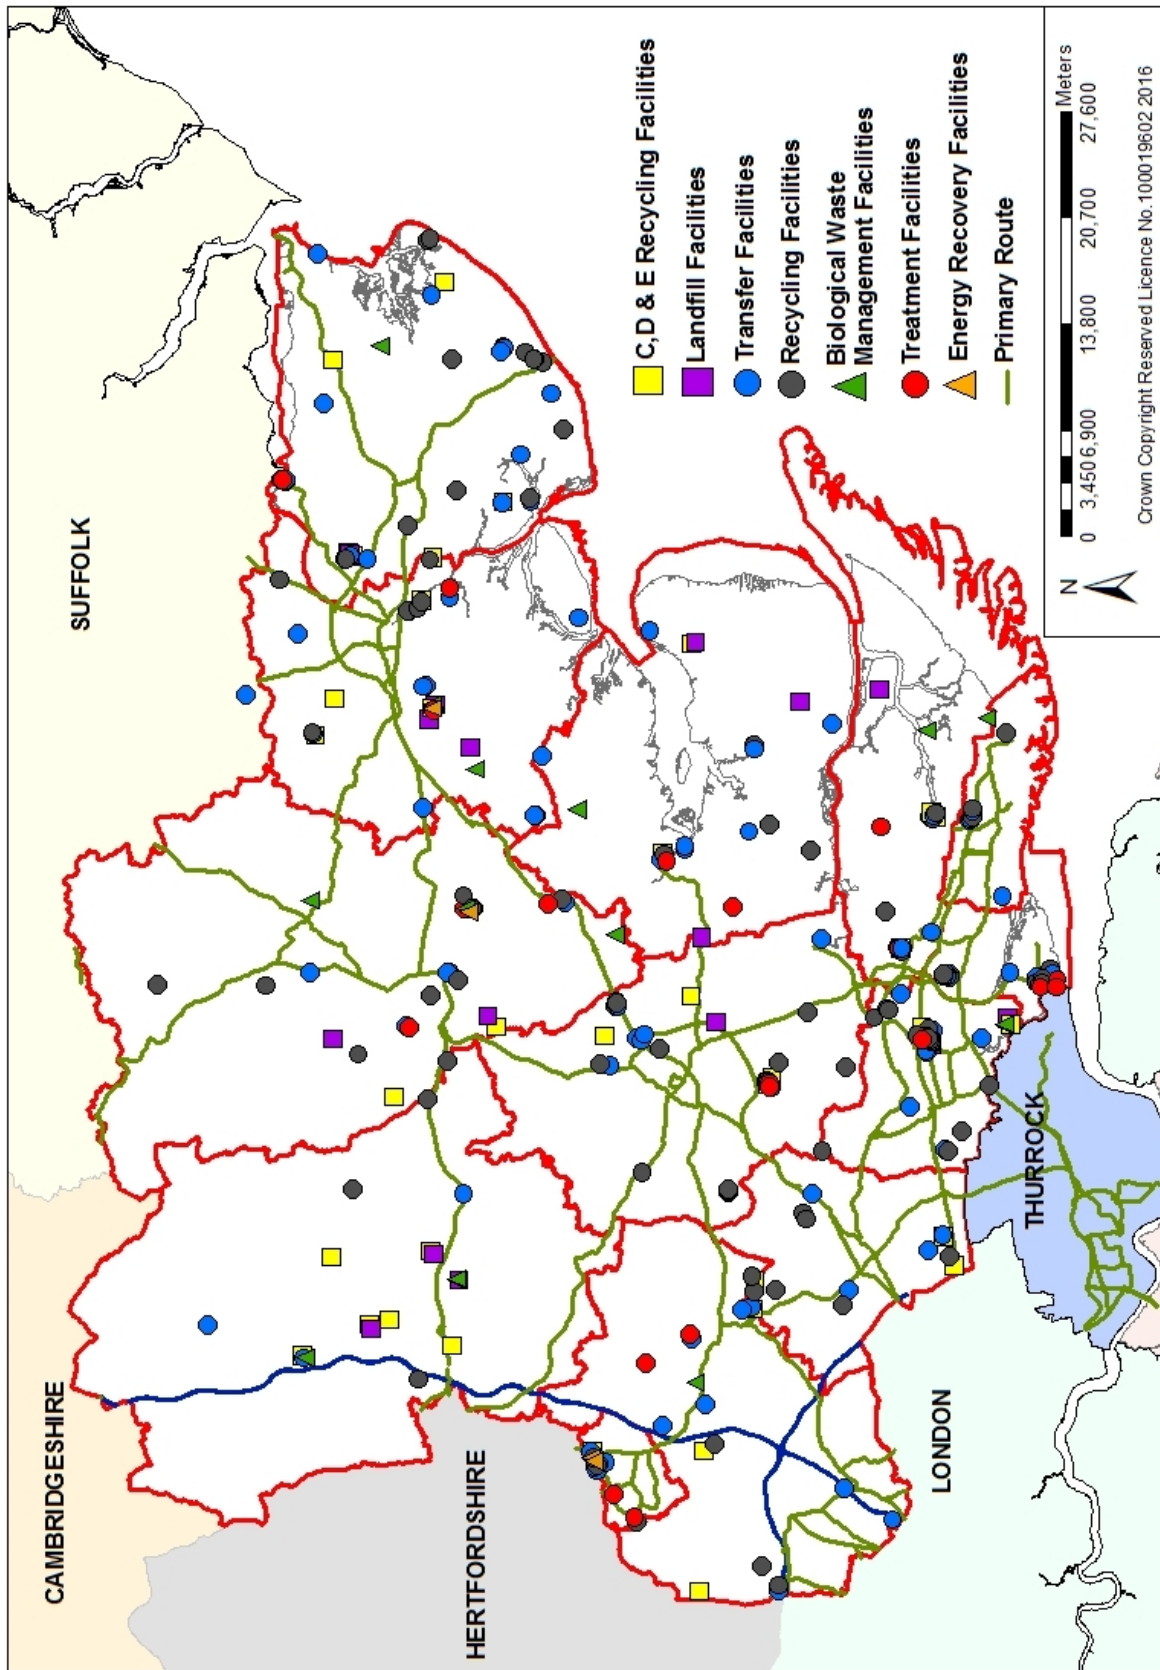 CAMBRIDGESHIRE
SUFFOLK
HERTFORDSHIRE
LONDON
THURROCK
C,D & E Recycling Facilities
Landfill Facilities
Transfer Facilities
Recycling Facilities
Biological Waste
Management Facilities
Treatment Facilities
Energy Recovery Facilities
Primary Route
N
Meters
0 3,450 6,900 13,800 20,700 27,600
Crown Copyright Reserved Licence No.100019602 2016